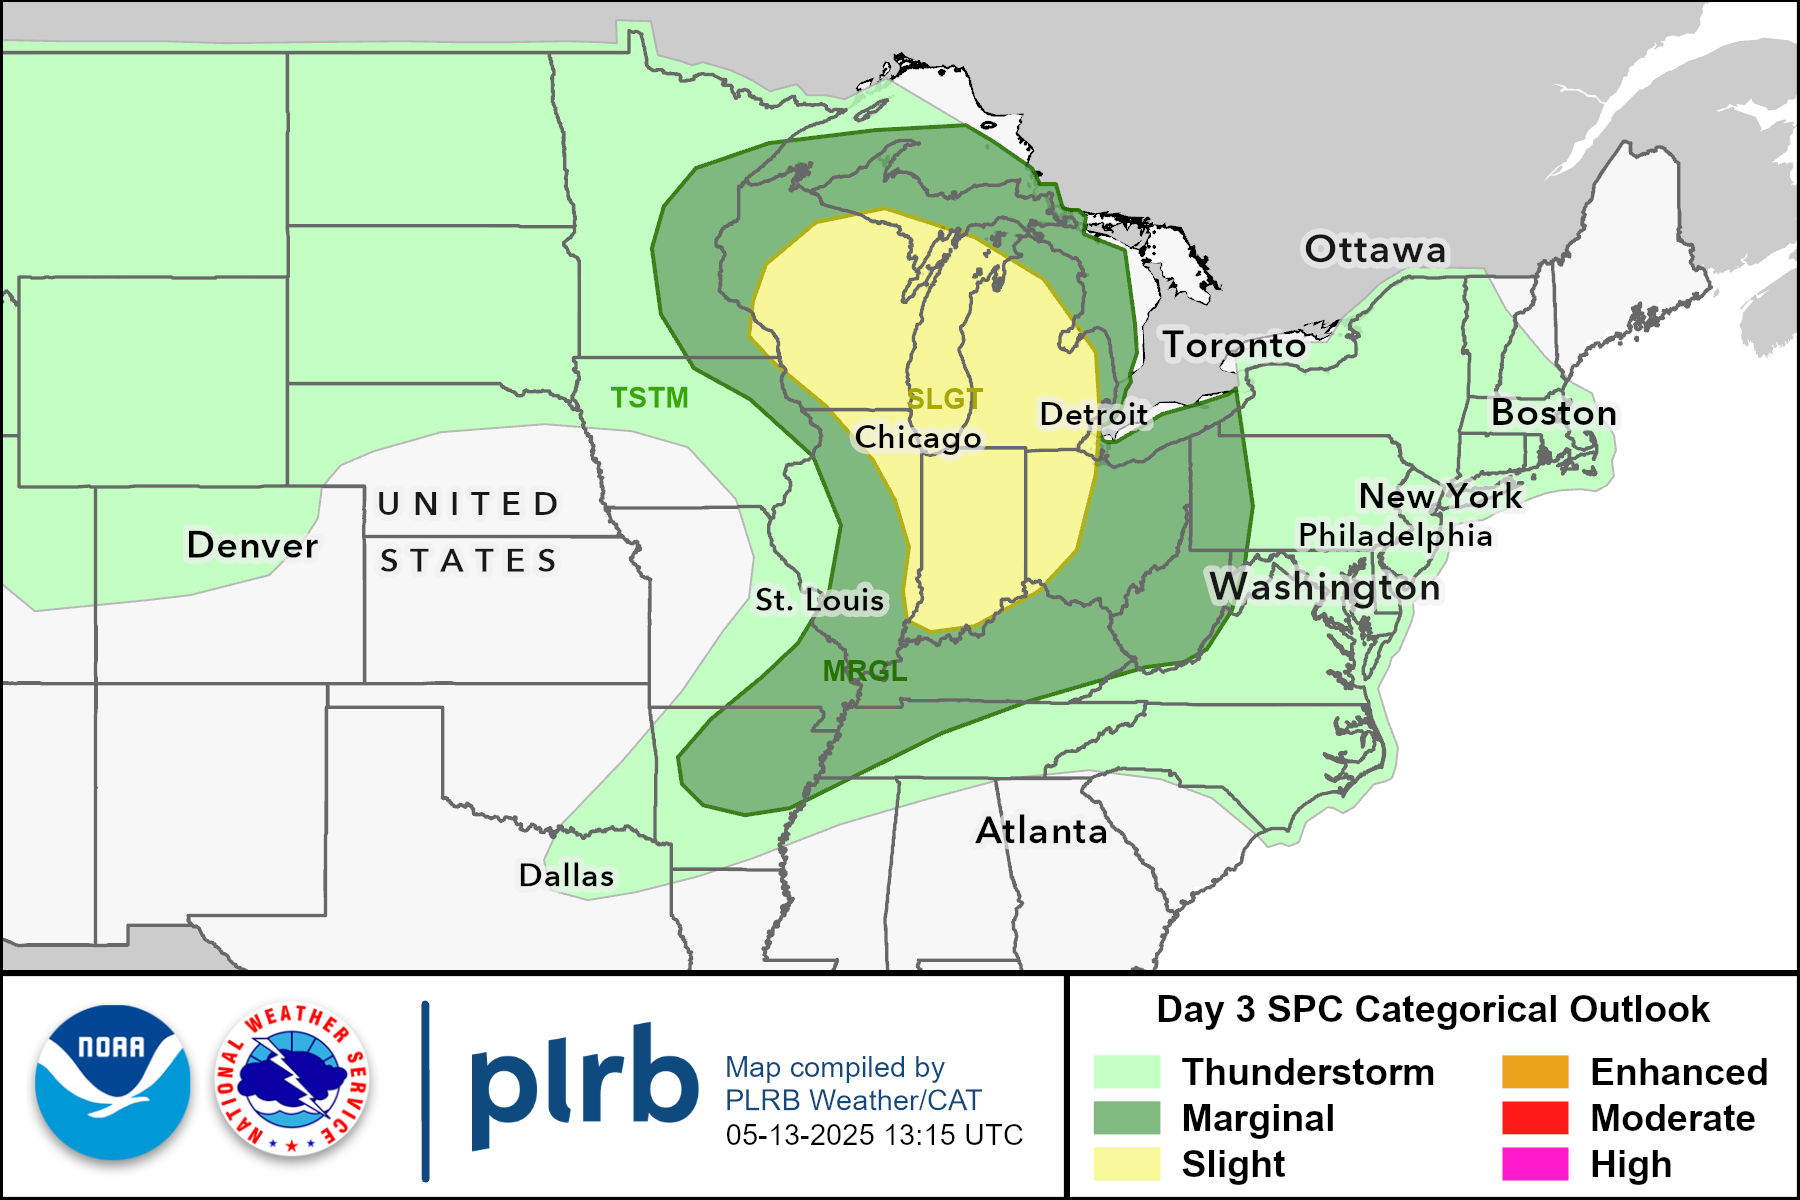 Ottawa
Toronto
TSTM
SLGT
Detroit
Boston
Chicago
UNITED
New York
Philadelphia
Denver
STATES
Washington
St. Louis
MRGL
Atlanta
Dallas
NOAA
NATIONAL WEATHER SERVICE
plrb
Map compiled by
PLRB Weather/CAT
05-13-2025 13:15 UTC
Day 3 SPC Categorical Outlook
Thunderstorm
Marginal
Slight
Enhanced
Moderate
High